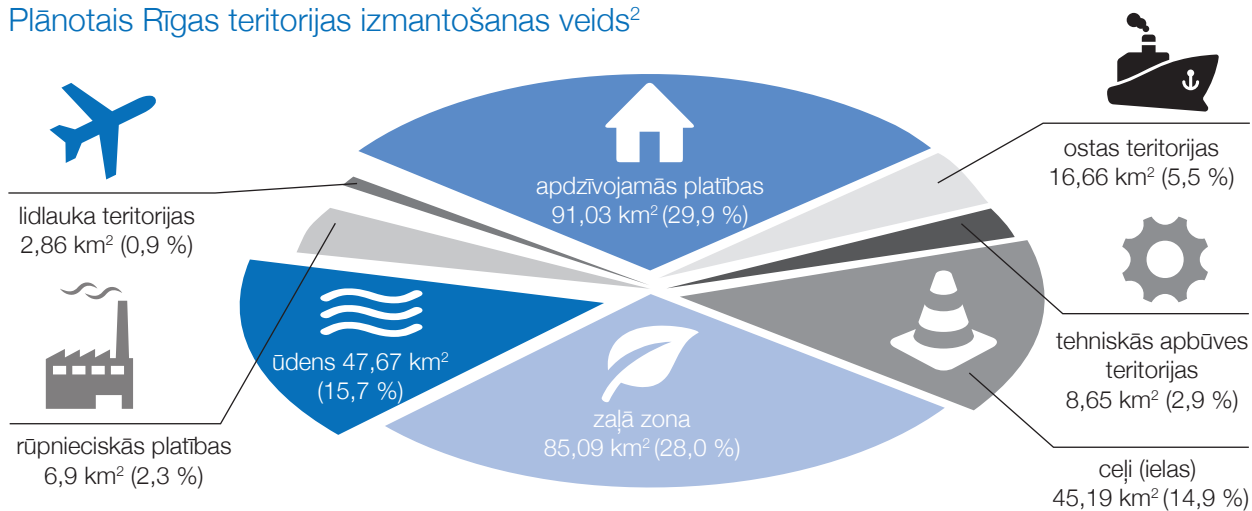 Plānotais Rīgas teritorijas izmantošanas veids²
apdzīvojamās platības
91,03 km² (29,9 %)
ostas teritorijas
16,66 km² (5,5 %)
lidlauka teritorijas
2,86 km² (0,9 %)
tehniskās apbūves
teritorijas
8,65 km² (2,9 %)
ūdens 47,67 km²
(15,7 %)
zaļā zona
85,09 km² (28,0 %)
rūpnieciskās platības
6,9 km² (2,3 %)
ceļi (ielas)
45,19 km² (14,9 %)